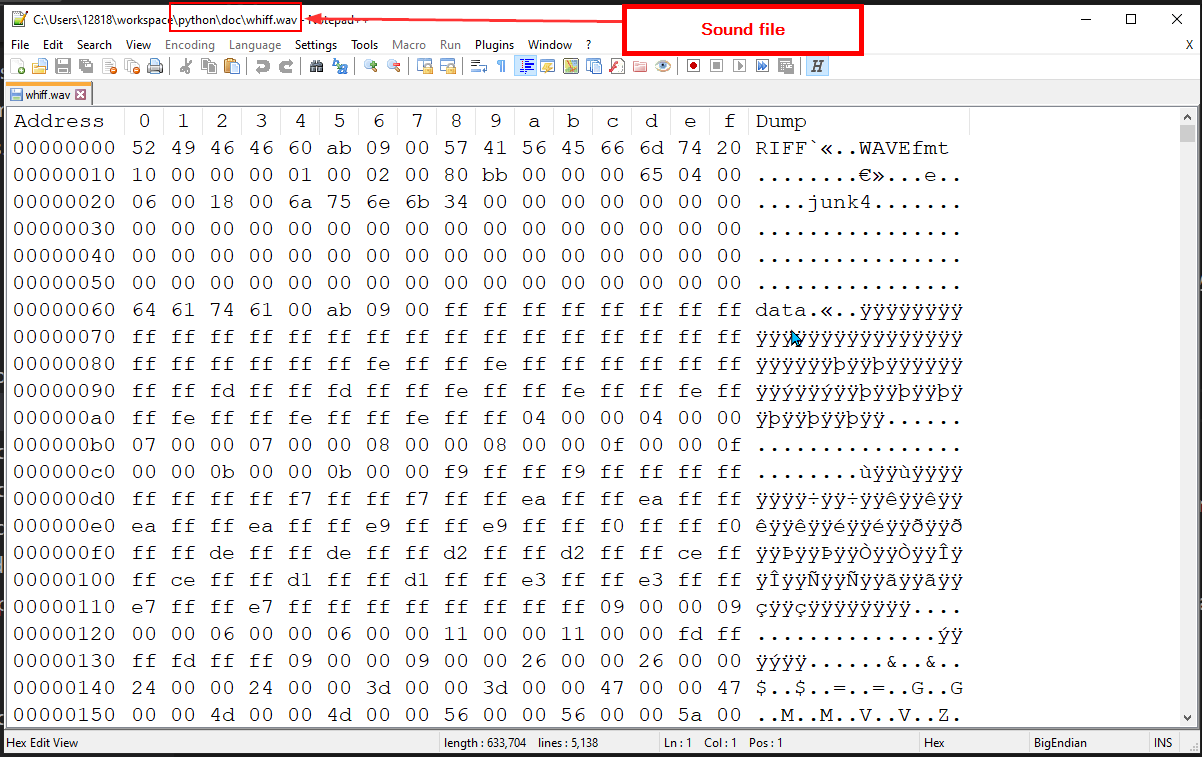 C:\Users\12818\workspace\python\doc\whiff.wav - Notepad++
Sound file
File Edit Search View Encoding Language Settings Tools Macro Run Plugins Window ? X
whiff.wav
Address 0 1 2 3 4 5 6 7 8 9 a b c d e f Dump
00000000 52 49 46 46 60 ab 09 00 57 41 56 45 66 6d 74 20 RIFF`«..WAVEfmt
00000010 10 00 00 00 01 00 02 00 80 bb 00 00 00 65 04 00 ........€»...e..
00000020 06 00 18 00 6a 75 6e 6b 34 00 00 00 00 00 00 00 ....junk4.......
00000030 00 00 00 00 00 00 00 00 00 00 00 00 00 00 00 00 ................
00000040 00 00 00 00 00 00 00 00 00 00 00 00 00 00 00 00 ................
00000050 00 00 00 00 00 00 00 00 00 00 00 00 00 00 00 00 ................
00000060 64 61 74 61 00 ab 09 00 ff ff ff ff ff ff ff ff data.«..ÿÿÿÿÿÿÿÿ
00000070 ff ff ff ff ff ff ff ff ff ff ff ff ff ff ff ff ÿÿÿÿÿÿÿÿÿÿÿÿÿÿÿÿ
00000080 ff ff ff ff ff ff fe ff ff fe ff ff ff ff ff ff ÿÿÿÿÿÿþÿÿþÿÿÿÿÿÿ
00000090 ff ff fd ff ff fd ff ff fe ff ff fe ff ff fe ff ÿÿýÿÿýÿÿþÿÿþÿÿþÿ
000000a0 ff fe ff ff fe ff ff fe ff ff 04 00 00 04 00 00 ÿþÿÿþÿÿþÿÿ......
000000b0 07 00 00 07 00 00 08 00 00 08 00 00 0f 00 00 0f ................
000000c0 00 00 0b 00 00 0b 00 00 f9 ff ff f9 ff ff ff ff ........ùÿÿùÿÿÿÿ
000000d0 ff ff ff ff f7 ff ff f7 ff ff ea ff ff ea ff ff ÿÿÿÿ÷ÿÿ÷ÿÿêÿÿêÿÿ
000000e0 ea ff ff ea ff ff e9 ff ff e9 ff ff f0 ff ff f0 êÿÿêÿÿéÿÿéÿÿðÿÿð
000000f0 ff ff de ff ff de ff ff d2 ff ff d2 ff ff ce ff ÿÿÞÿÿÞÿÿÒÿÿÒÿÿÎÿ
00000100 ff ce ff ff d1 ff ff d1 ff ff e3 ff ff e3 ff ff ÿÎÿÿÑÿÿÑÿÿãÿÿãÿÿ
00000110 e7 ff ff e7 ff ff ff ff ff ff ff ff 09 00 00 09 çÿÿçÿÿÿÿÿÿÿÿ....
00000120 00 00 06 00 00 06 00 00 11 00 00 11 00 00 fd ff ..............ýÿ
00000130 ff fd ff ff 09 00 00 09 00 00 26 00 00 26 00 00 ÿýÿÿ......&..&..
00000140 24 00 00 24 00 00 3d 00 00 3d 00 00 47 00 00 47 $..$..=..=..G..G
00000150 00 00 4d 00 00 4d 00 00 56 00 00 56 00 00 5a 00 ..M..M..V..V..Z.
Hex Edit View length : 633,704 lines : 5,138 Ln : 1 Col : 1 Pos : 1 Hex BigEndian INS